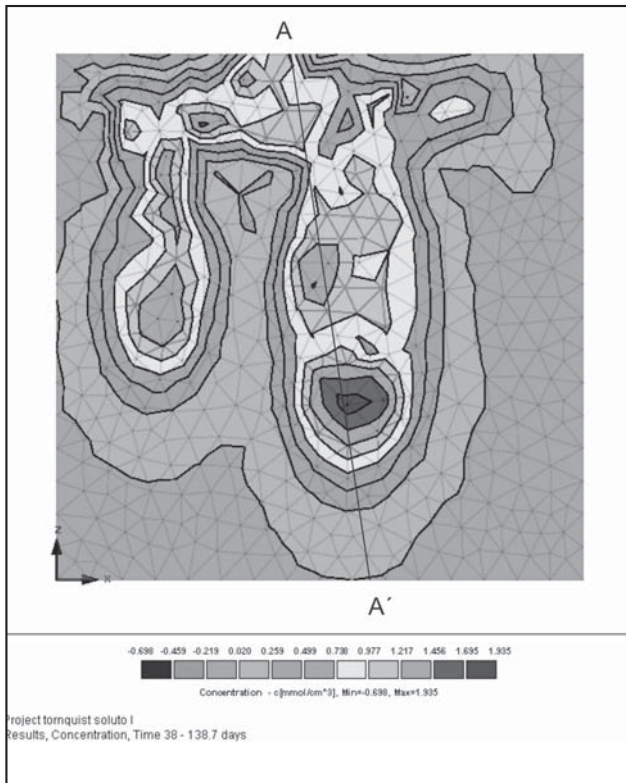 A
z
x
A´
-0.698 -0.459 -0.219 0.020 0.259 0.499 0.738 0.977 1.217 1.456 1.695 1.935
Concentration - c[mmol/cm^3], Min=-0.698, Max=1.935
Project tornquist soluto I
Results, Concentration, Time 38 - 138.7 days